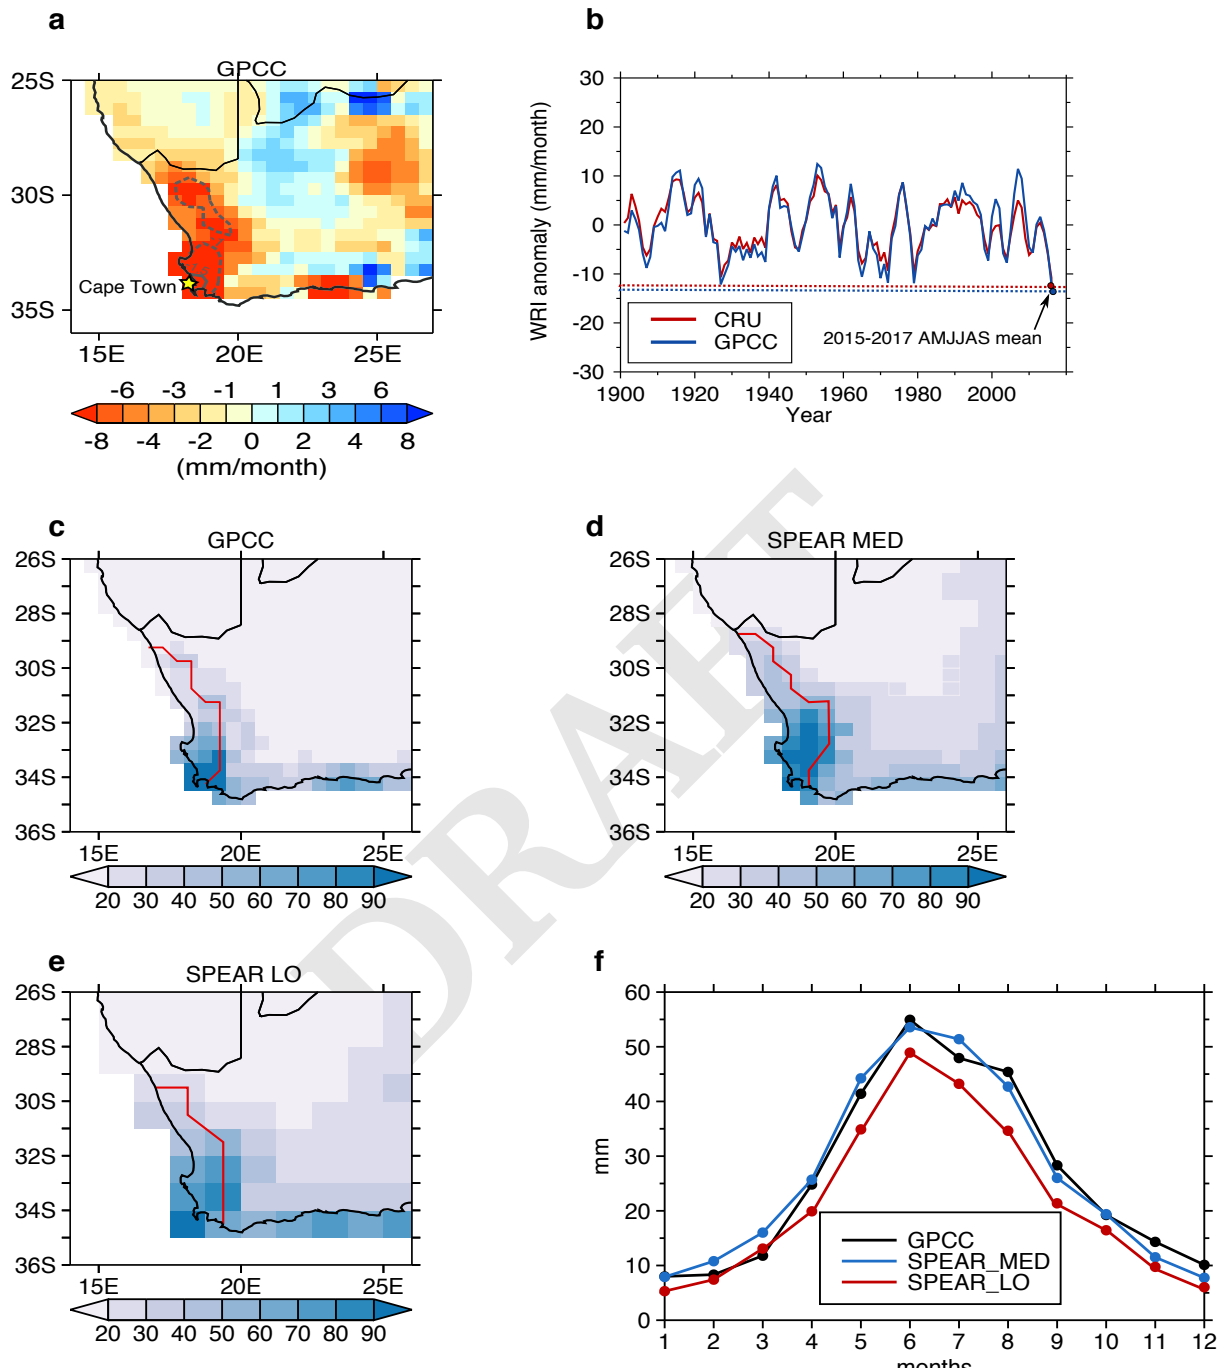 a
GPCC
25S
30S
35S
Cape Town
15E 20E 25E
-6 -3 -1 1 3 6
-8 -4 -2 0 2 4 8
(mm/month)
b
WRI anomaly (mm/month)
30
20
10
0
-10
-20
-30
CRU
GPCC
2015-2017 AMJJAS mean
1900 1920 1940 1960 1980 2000
Year
c
GPCC
26S
28S
30S
32S
34S
36S
15E 20E 25E
20 30 40 50 60 70 80 90
d
SPEAR MED
26S
28S
30S
32S
34S
36S
15E 20E 25E
20 30 40 50 60 70 80 90
DRAFT
e
SPEAR LO
26S
28S
30S
32S
34S
36S
15E 20E 25E
20 30 40 50 60 70 80 90
f
mm
60
50
40
30
20
10
0
GPCC
SPEAR_MED
SPEAR_LO
1 2 3 4 5 6 7 8 9 10 11 12
months